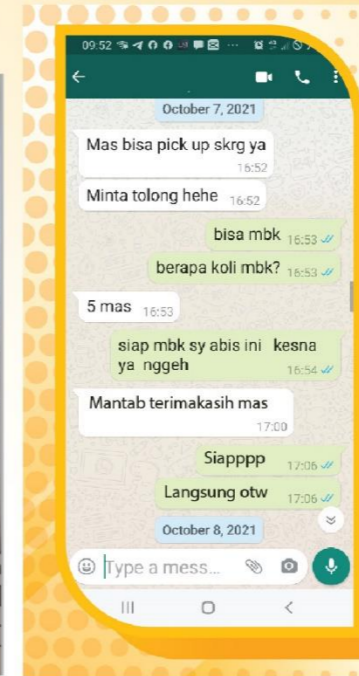 09:52
October 7, 2021
Mas bisa pick up skrg ya
16:52
Minta tolong hehe 16:52
bisa mbk 16:53
berapa koli mbk? 16:53
5 mas 16:53
siap mbk sy abis ini kesna
ya nggeh 16:54
Mantab terimakasih mas
17:00
Siapppp 17:06
Langsung otw 17:06
October 8, 2021
Type a mess...